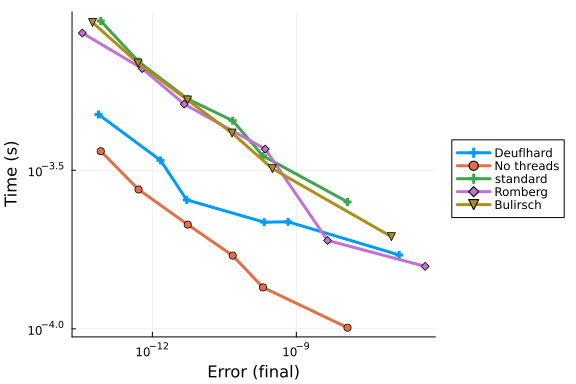 Time (s)
10^-3.5
10^-4.0
10^-12
10^-9
Error (final)
Deuflhard
No threads
standard
Romberg
Bulirsch